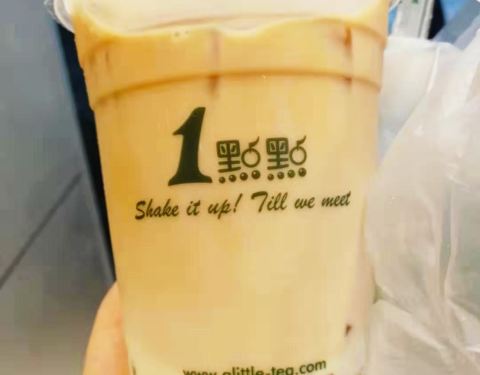 1點點
Shake it up! Till we meet
www.alittle-tea.com